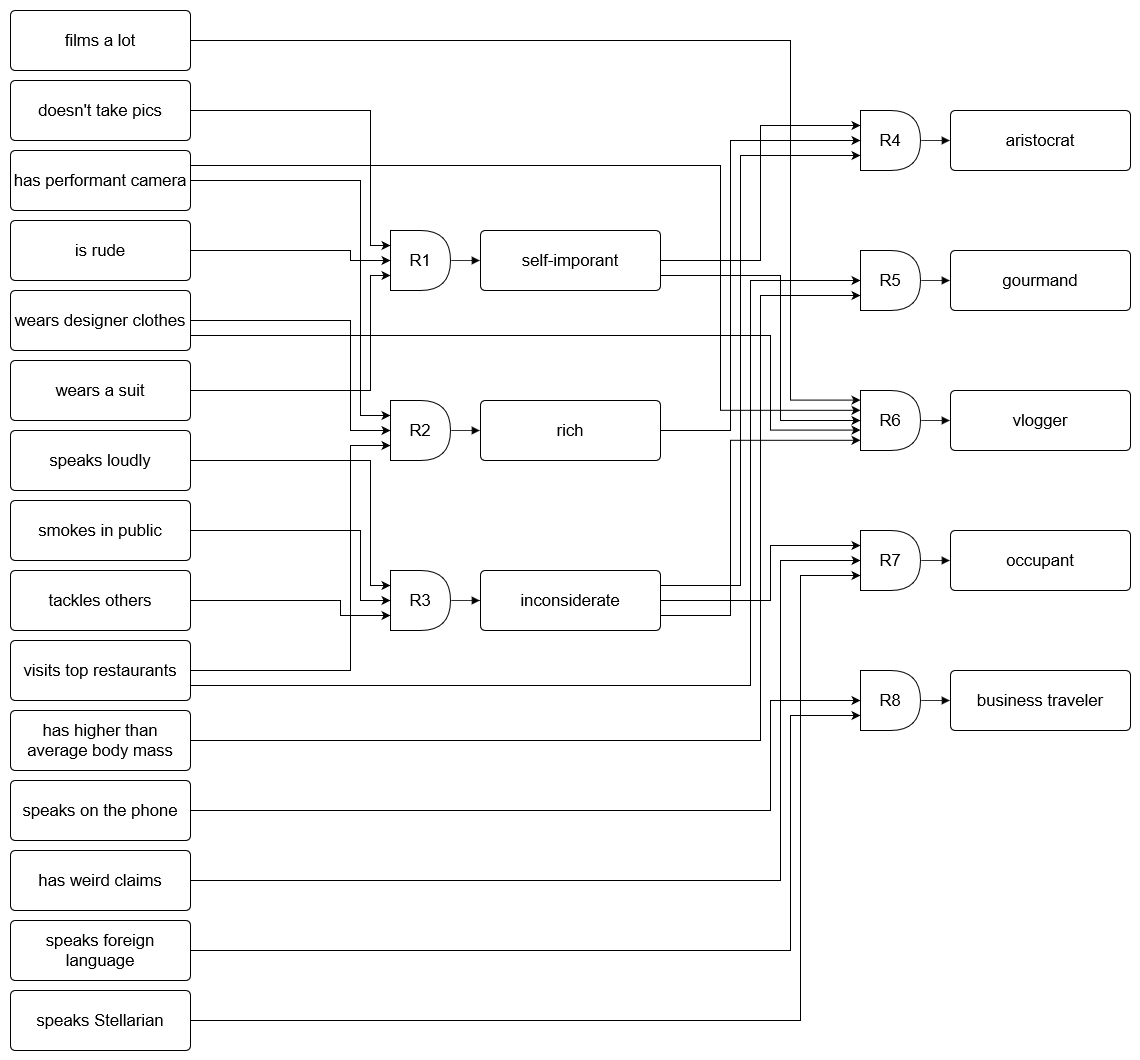 films a lot
doesn't take pics
has performant camera
is rude
wears designer clothes
wears a suit
speaks loudly
smokes in public
tackles others
visits top restaurants
has higher than
average body mass
speaks on the phone
has weird claims
speaks foreign
language
speaks Stellarian
R1
self-imporant
R2
rich
R3
inconsiderate
R4
aristocrat
R5
gourmand
R6
vlogger
R7
occupant
R8
business traveler